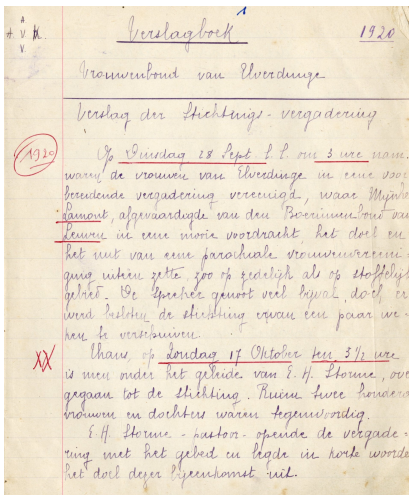 1
A
A V K
V
Verslagboek 1920
Vrouwenbond van Elverdinge
Verslag der Stichtings-vergadering
1920
Op Dinsdag 28 Sept. l.l. om 3 ure nam.
waren de vrouwen van Elverdinge in eene voor
bereidende vergadering vereenigd, waar Mijnh.
Lamont, afgevaardigde van den Boerinnenbond van
Leuven in eene mooie voordracht, het doel en
het nut van eene parochiale vrouwenvereeni-
ging uiteen zette, zoo op zedelijk als op stoffelijk
gebied. De Spreker genoot veel bijval, doch er
werd besloten de stichting ervan een paar we-
ken te verschuiven.
Thans, op Zondag 17 Oktober ten 3 1/2 ure
is men onder het geleide van E. H. Storme, over
gegaan tot de Stichting. Ruim twee honderd
vrouwen en dochters waren tegenwoordig.
E. H. Storme - pastoor - opende de vergade-
ring met het gebed en legde in korte woorde
het doel dezer bijeenkomst uit.